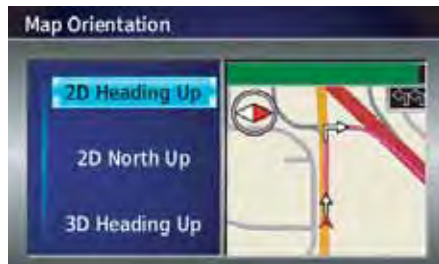 Map Orientation
2D Heading Up
2D North Up
3D Heading Up